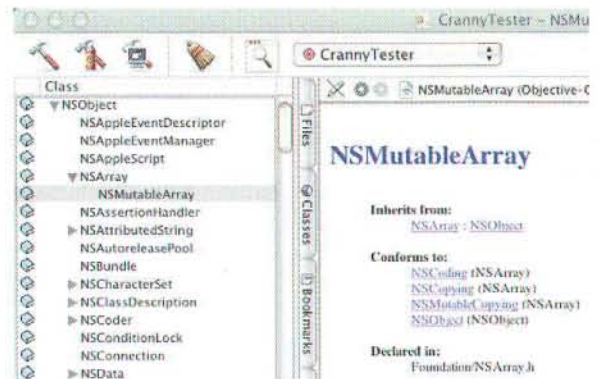 CrannyTester – NSMu
CrannyTester
Class
NSMutableArray (Objective-C
NSObject
NSAppleEventDescriptor
NSAppleEventManager
NSAppleScript
NSArray
NSMutableArray
NSAssertionHandler
NSAttributedString
NSAutoreleasePool
NSBundle
NSCharacterSet
NSClassDescription
NSCoder
NSConditionLock
NSConnection
NSData
Files
Classes
Bookmarks
NSMutableArray
Inherits from:
NSArray : NSObject
Conforms to:
NSCoding (NSArray)
NSCopying (NSArray)
NSMutableCopying (NSArray)
NSObject (NSObject)
Declared in:
Foundation/NSArray.h